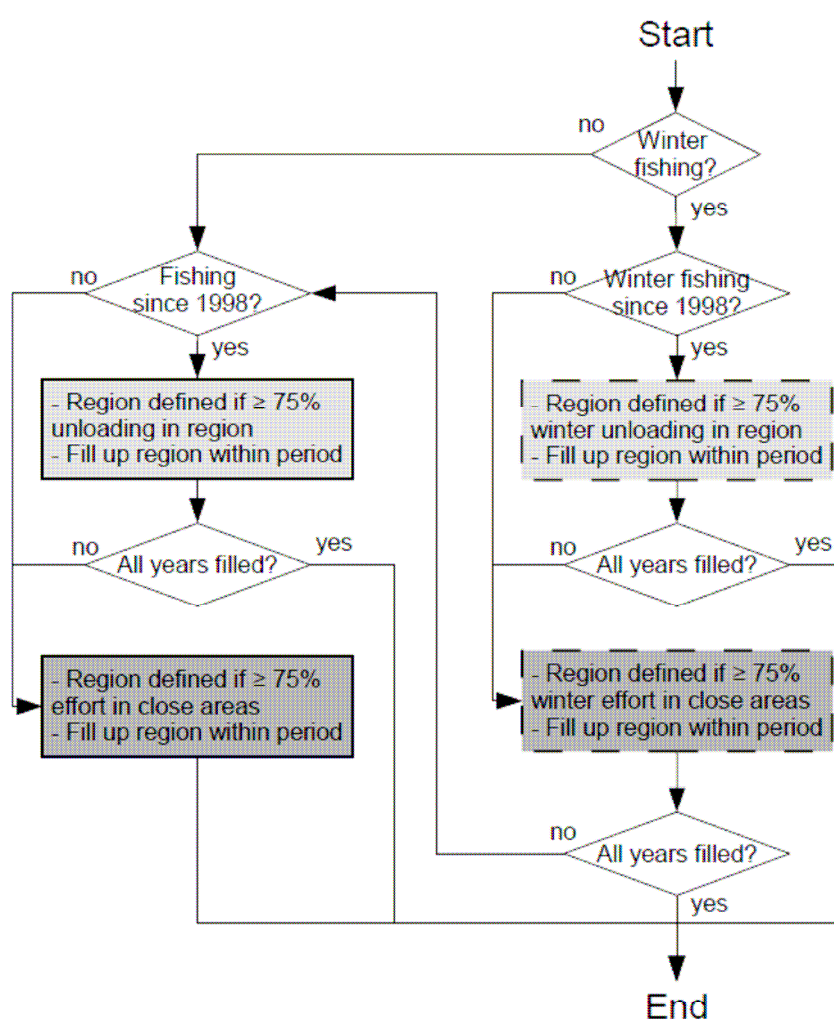 Start
no
Winter
fishing?
yes
no
Fishing
since 1998?
yes
no
Winter fishing
since 1998?
yes
- Region defined if ≥ 75%
unloading in region
- Fill up region within period
- Region defined if ≥ 75%
winter unloading in region
- Fill up region within period
no
All years filled?
yes
no
All years filled?
yes
- Region defined if ≥ 75%
effort in close areas
- Fill up region within period
- Region defined if ≥ 75%
winter effort in close areas
- Fill up region within period
no
All years filled?
yes
End